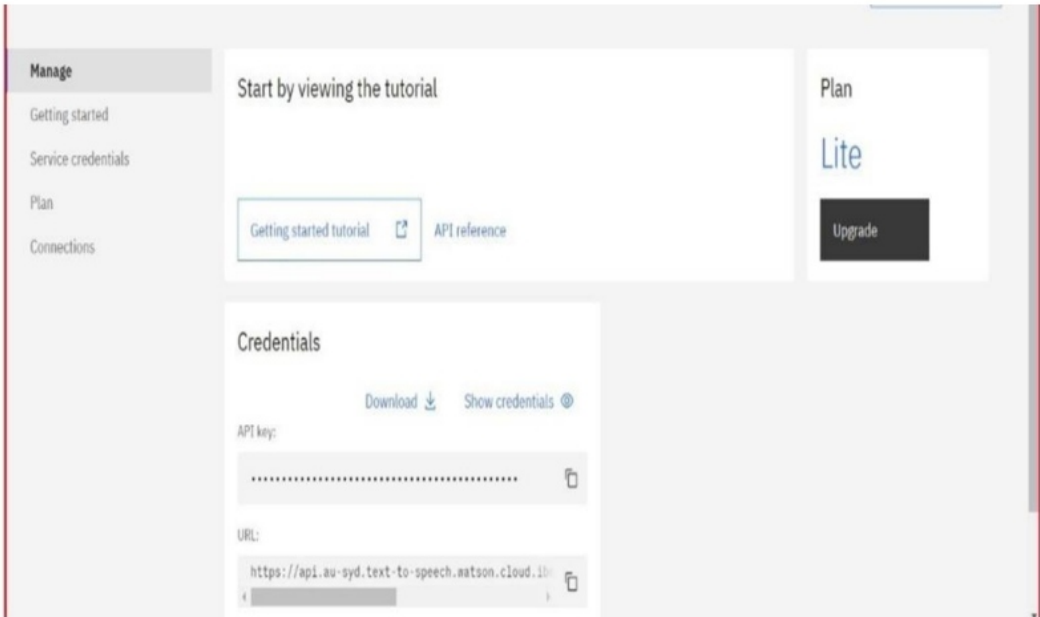 Manage
Getting started
Service credentials
Plan
Connections
Start by viewing the tutorial
Getting started tutorial
API reference
Plan
Lite
Upgrade
Credentials
Download
Show credentials
API key:
URL:
https://api.au-syd.text-to-speech.watson.cloud.ib